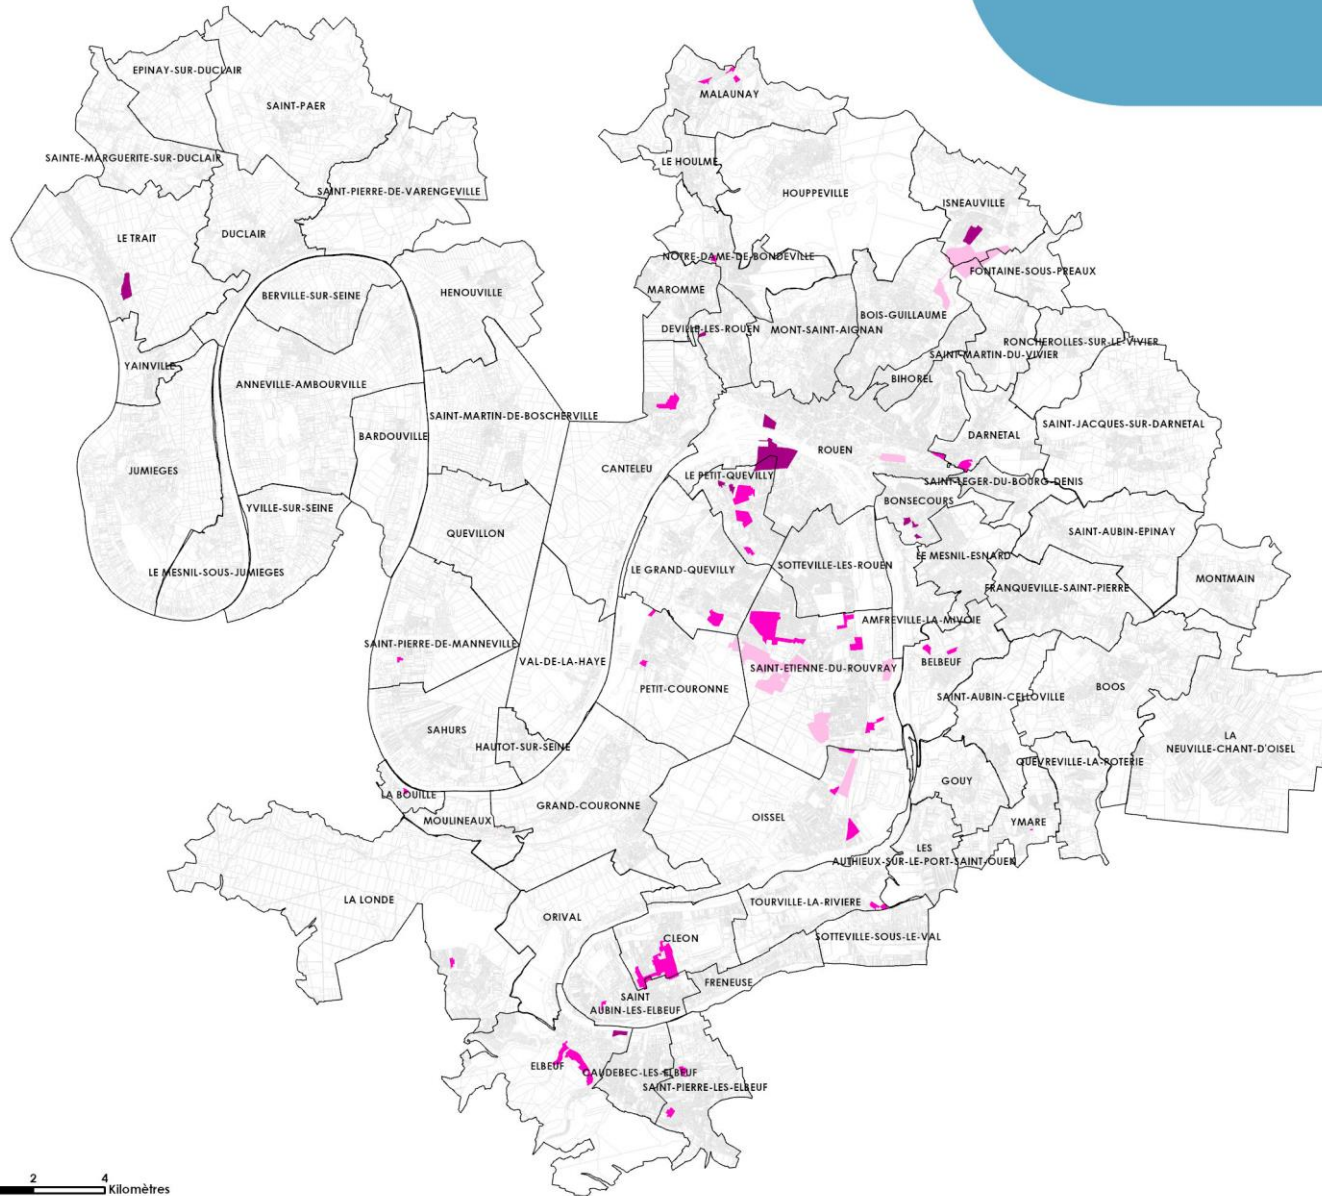 EPINAY-SUR-DUCLAIR
SAINT-PAER
MALAUNAY
SAINTE-MARGUERITE-SUR-DUCLAIR
LE HOULME
SAINT-PIERRE-DE-VARENGEVILLE
HOUPPEVILLE
ISNEAUVILLE
LE TRAIT
DUCLAIR
NOTRE-DAME-DE-BONDEVILLE
FONTAINE-SOUS-PREAUX
BERVILLE-SUR-SEINE
HENOUVILLE
MAROMME
BOIS-GUILLAUME
DEVILLE-LES-ROUEN
MONT-SAINT-AIGNAN
RONCHEROLLES-SUR-LE-VIVIER
SAINT-MARTIN-DU-VIVIER
YAINVILLE
BIHOREL
ANNEVILLE-AMBOURVILLE
SAINT-MARTIN-DE-BOSCHERVILLE
SAINT-JACQUES-SUR-DARNETAL
BARDOUVILLE
DARNETAL
ROUEN
JUMIEGES
CANTELEU
LE PETIT-QUEVILLY
SAINT-LEGER-DU-BOURG-DENIS
BONSECOURS
YVILLE-SUR-SEINE
QUEVILLON
SAINT-AUBIN-EPINAY
LE MESNIL-ESNARD
LE MESNIL-SOUS-JUMIEGES
LE GRAND-QUEVILLY
SOTTEVILLE-LES-ROUEN
MONTMAIN
FRANQUEVILLE-SAINT-PIERRE
AMFREVILLE-LA-MIVOIE
SAINT-PIERRE-DE-MANNEVILLE
VAL-DE-LA-HAYE
BELBEUF
SAINT-ETIENNE-DU-ROUVRAY
PETIT-COURONNE
BOOS
SAINT-AUBIN-CELLOVILLE
SAHURS
LA
NEUVILLE-CHANT-D'OISEL
HAUTOT-SUR-SEINE
QUEVREVILLE-LA-POTERIE
GOUY
LA BOUILLE
GRAND-COURONNE
MOULINEAUX
OISSEL
YMARE
LES
AUTHIEUX-SUR-LE-PORT-SAINT-OUEN
LA LONDE
TOURVILLE-LA-RIVIERE
ORIVAL
CLEON
SOTTEVILLE-SOUS-LE-VAL
FRENEUSE
SAINT
AUBIN-LES-ELBEUF
ELBEUF
CAUDEBEC-LES-ELBEUF
SAINT-PIERRE-LES-ELBEUF
2 4
Kilomètres